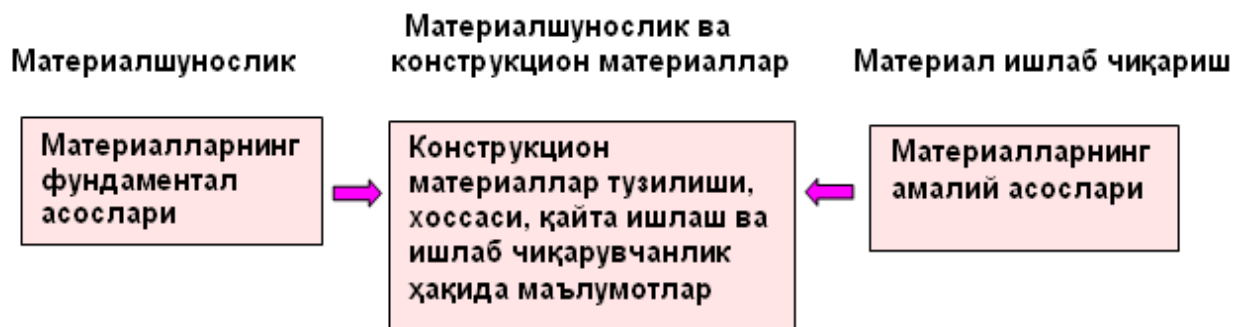 Материалшунослик
Материалшунослик ва
конструкцион материаллар
Материал ишлаб чиқариш
Материалларнинг
фундаментал
асослари
Конструкцион
материаллар тузилиши,
хоссаси, қайта ишлаш ва
ишлаб чиқарувчанлик
ҳақида маълумотлар
Материалларнинг
амалий асослари